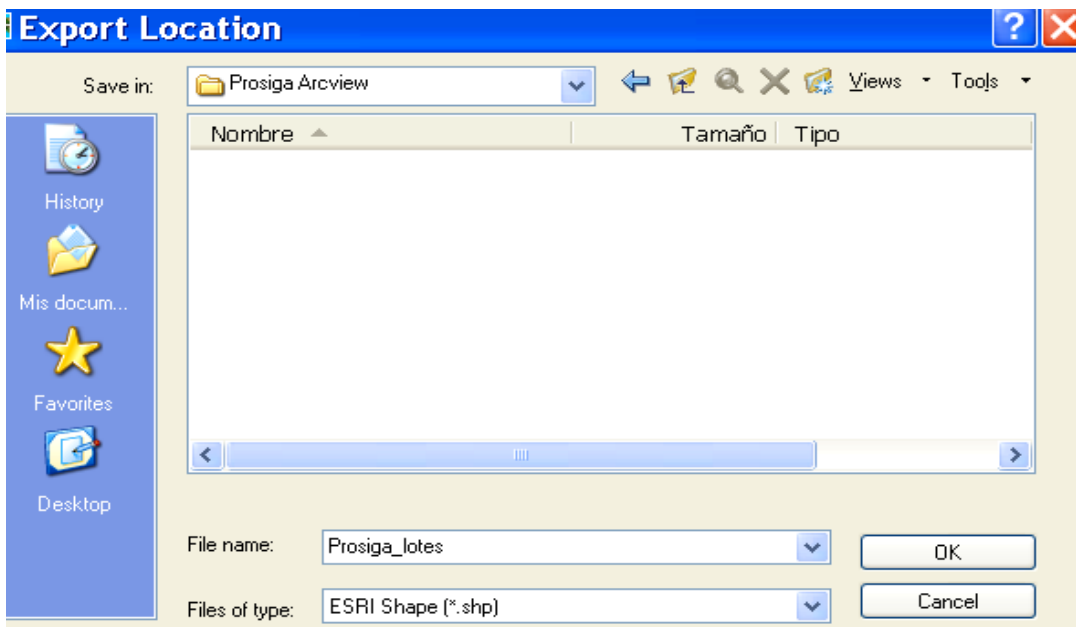 Export Location
Save in: Prosiga Arcview Views Tools
Nombre Tamaño Tipo
History
Mis docum...
Favorites
Desktop
File name: Prosiga_lotes OK
Files of type: ESRI Shape (*.shp) Cancel